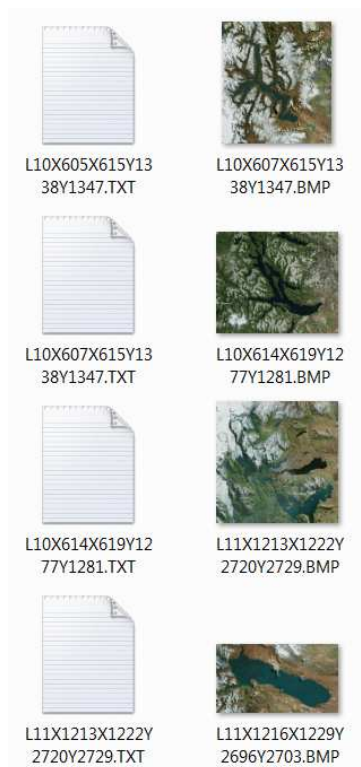 L10X605X615Y13
38Y1347.TXT
L10X607X615Y13
38Y1347.BMP
L10X607X615Y13
38Y1347.TXT
L10X614X619Y12
77Y1281.BMP
L10X614X619Y12
77Y1281.TXT
L11X1213X1222Y
2720Y2729.BMP
L11X1213X1222Y
2720Y2729.TXT
L11X1216X1229Y
2696Y2703.BMP